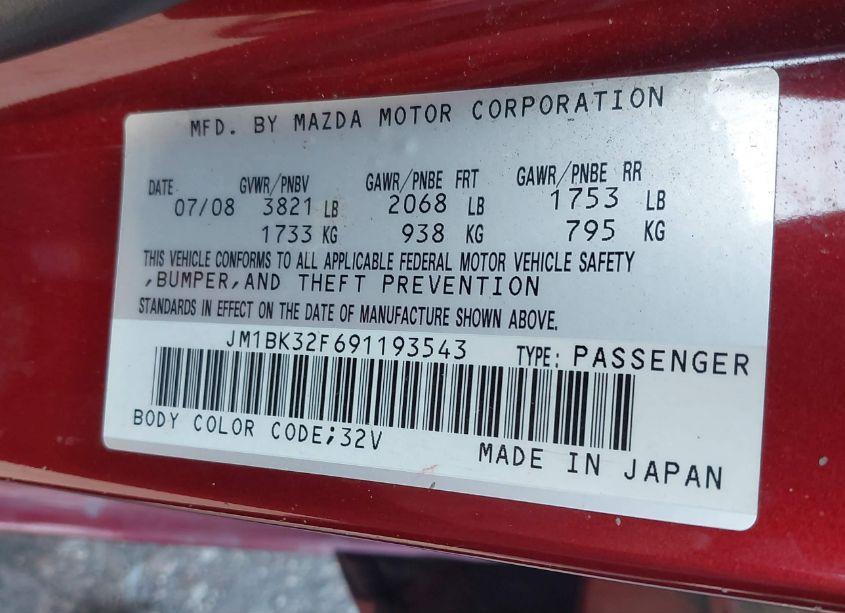 MFD. BY MAZDA MOTOR CORPORATION
DATE GVWR/PNBV GAWR/PNBE FRT GAWR/PNBE RR
07/08 3821 LB 2068 LB 1753 LB
1733 KG 938 KG 795 KG
THIS VEHICLE CONFORMS TO ALL APPLICABLE FEDERAL MOTOR VEHICLE SAFETY
,BUMPER,AND THEFT PREVENTION
STANDARDS IN EFFECT ON THE DATE OF MANUFACTURE SHOWN ABOVE.
JM1BK32F691193543 TYPE: PASSENGER
BODY COLOR CODE;32V
MADE IN JAPAN